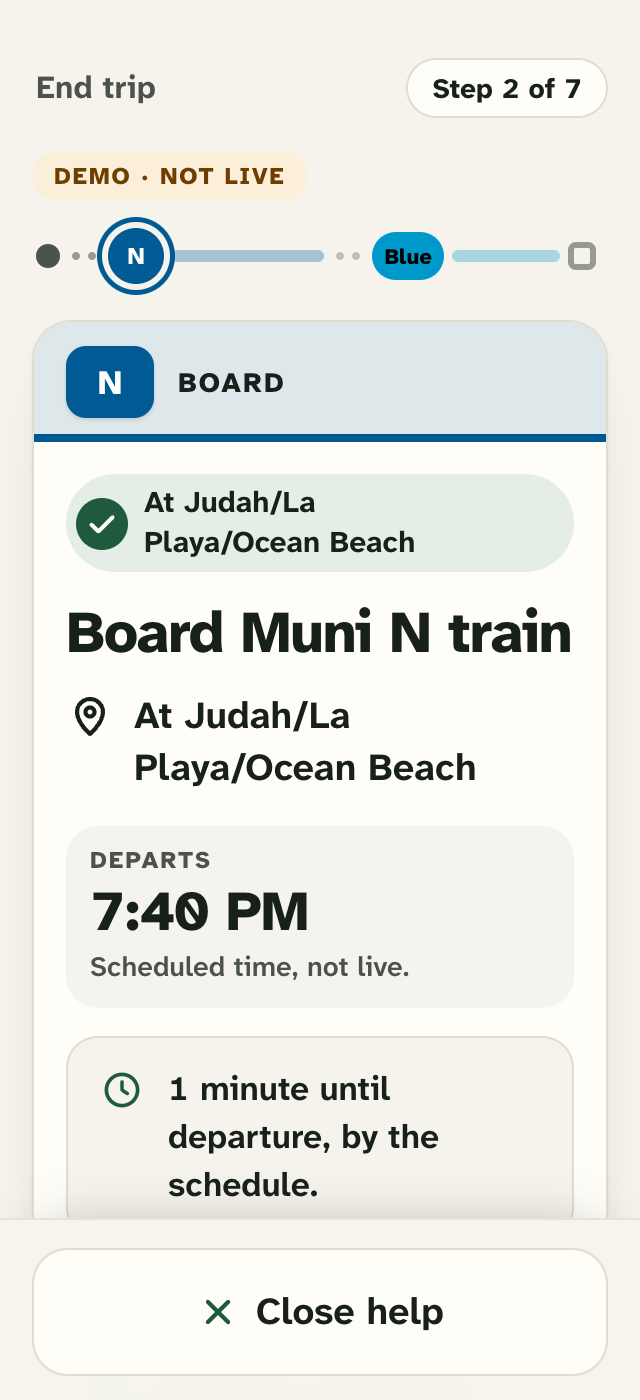 End trip
Step 2 of 7
DEMO · NOT LIVE
N
Blue
N
BOARD
At Judah/La
Playa/Ocean Beach
Board Muni N train
At Judah/La
Playa/Ocean Beach
DEPARTS
7:40 PM
Scheduled time, not live.
1 minute until
departure, by the
schedule.
Close help